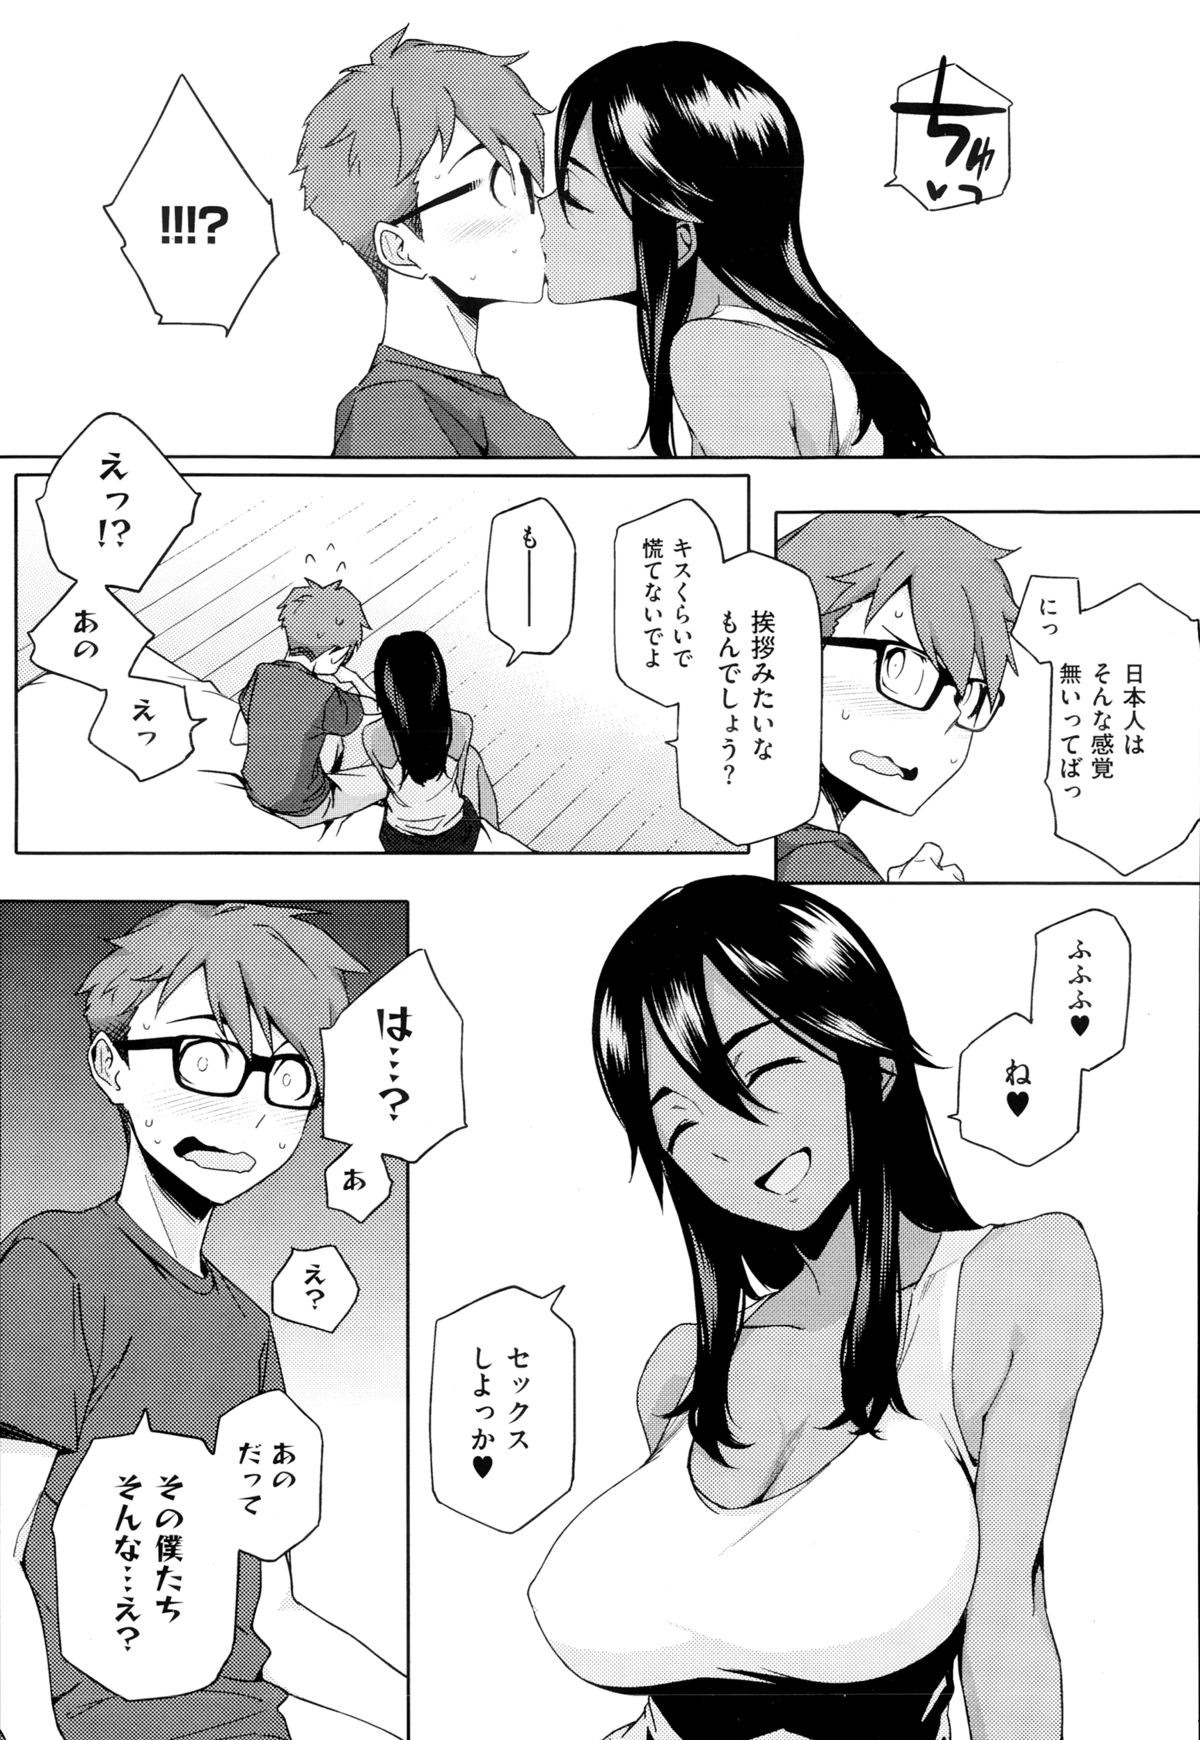 ちゅっ♥
!!!?
えっ!?
あの
えっ
もーー
キスくらいで
慌てないでよ
挨拶みたいな
もんでしょう?
にっ
日本人は
そんな感覚
無いってばっ
ふふふ♥
ね♥
セックス
しよっか♥
は…?
あ
え?
あの
だって
その僕たち
そんな…え?